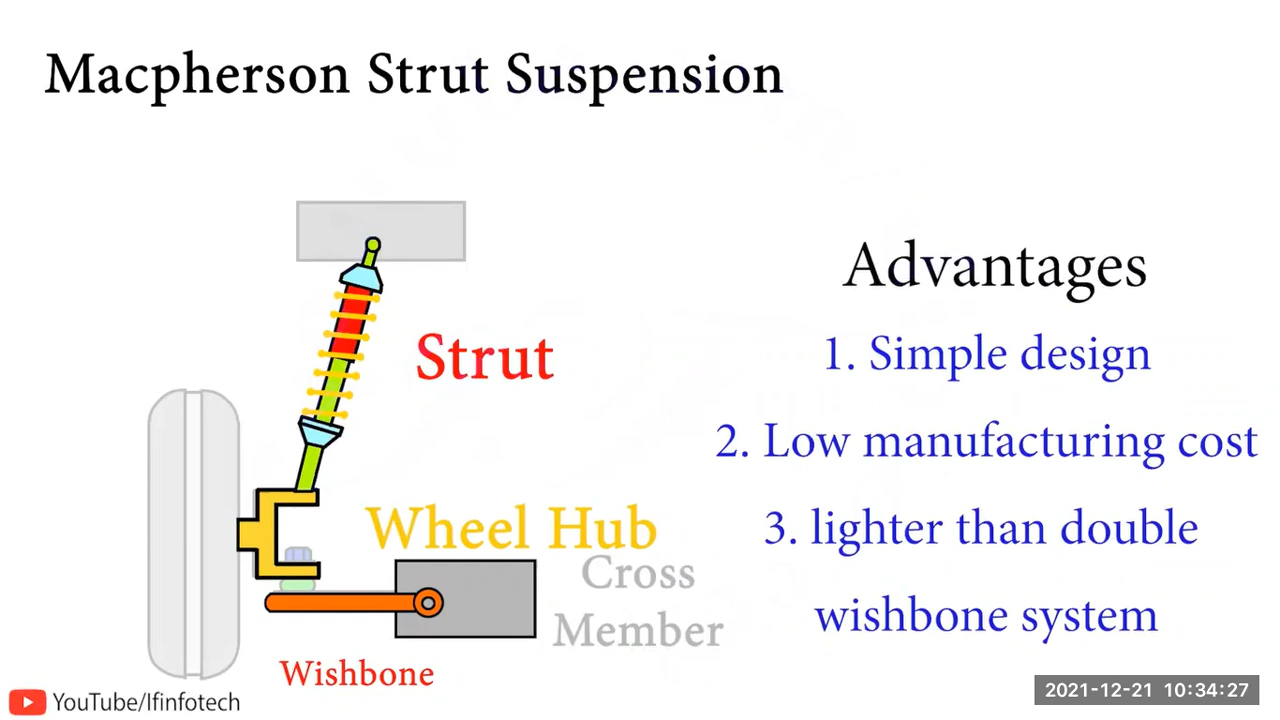 Macpherson Strut Suspension
Advantages
Strut
1. Simple design
2. Low manufacturing cost
Wheel Hub
3. lighter than double
Cross
Member
wishbone system
Wishbone
YouTube/lfinfotech
2021-12-21 10:34:27